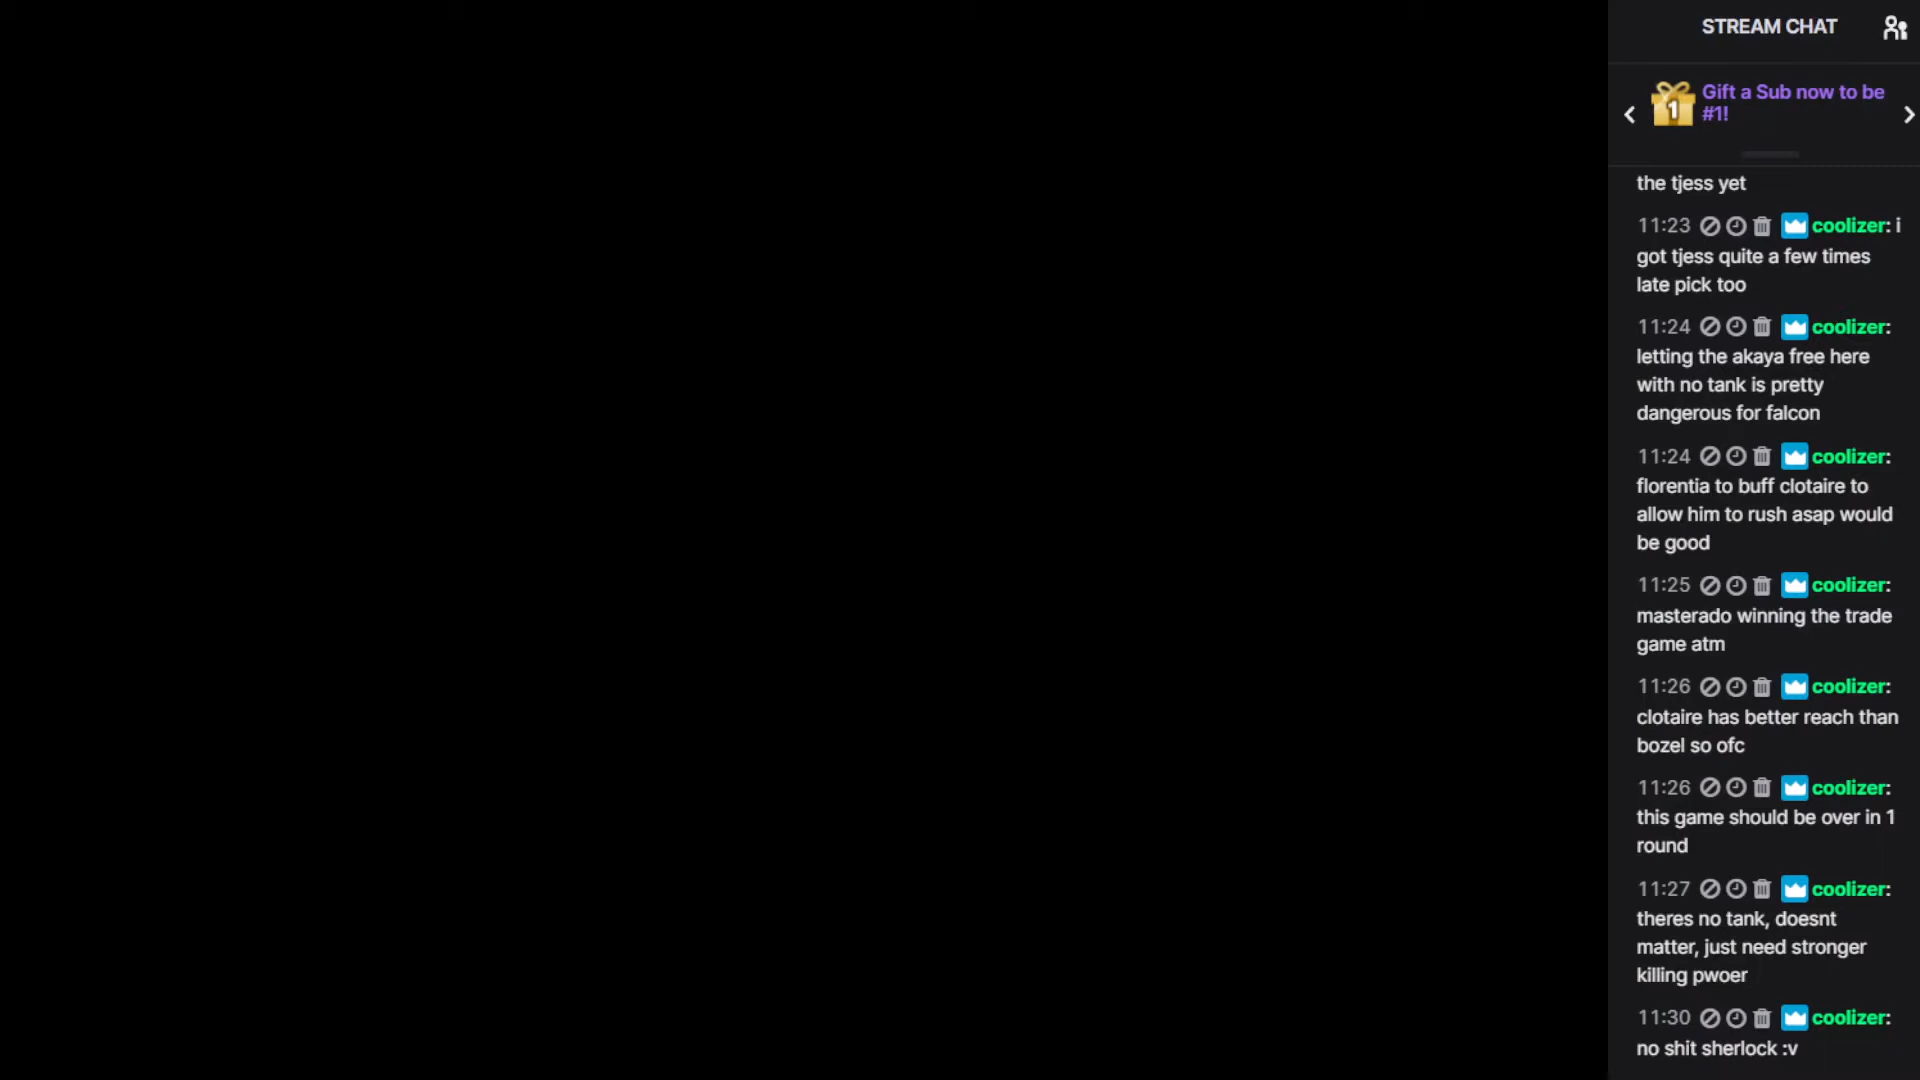 STREAM CHAT
1
Gift a Sub now to be
#1!
the tjess yet
11:23 coolizer: i
got tjess quite a few times
late pick too
11:24 coolizer:
letting the akaya free here
with no tank is pretty
dangerous for falcon
11:24 coolizer:
florentia to buff clotaire to
allow him to rush asap would
be good
11:25 coolizer:
masterado winning the trade
game atm
11:26 coolizer:
clotaire has better reach than
bozel so ofc
11:26 coolizer:
this game should be over in 1
round
11:27 coolizer:
theres no tank, doesnt
matter, just need stronger
killing pwoer
11:30 coolizer:
no shit sherlock :v